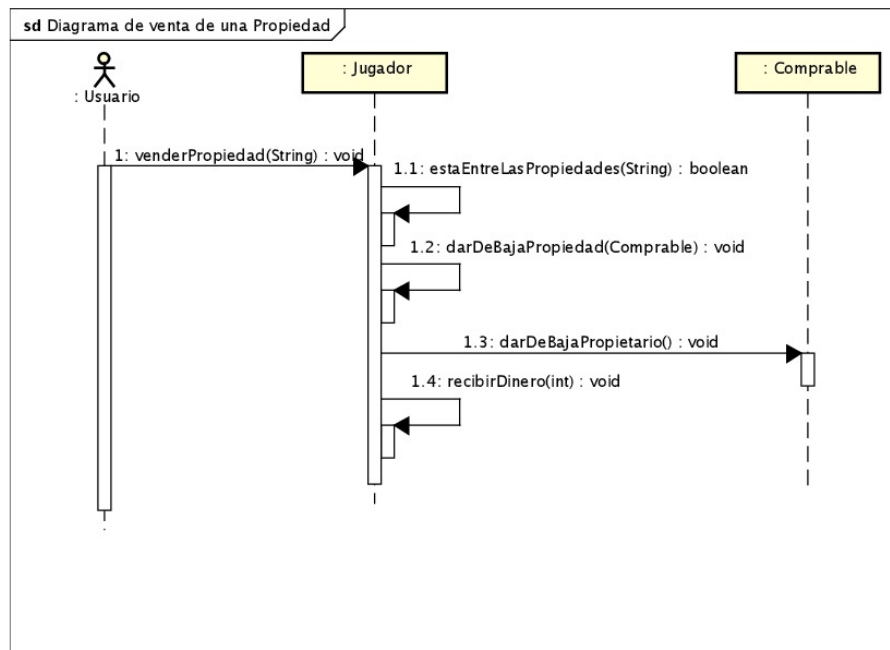 sd Diagrama de venta de una Propiedad
: Usuario
: Jugador
: Comprable
1: venderPropiedad(String) : void
1.1: estaEntreLasPropiedades(String) : boolean
1.2: darDeBajaPropiedad(Comprable) : void
1.3: darDeBajaPropietario() : void
1.4: recibirDinero(int) : void